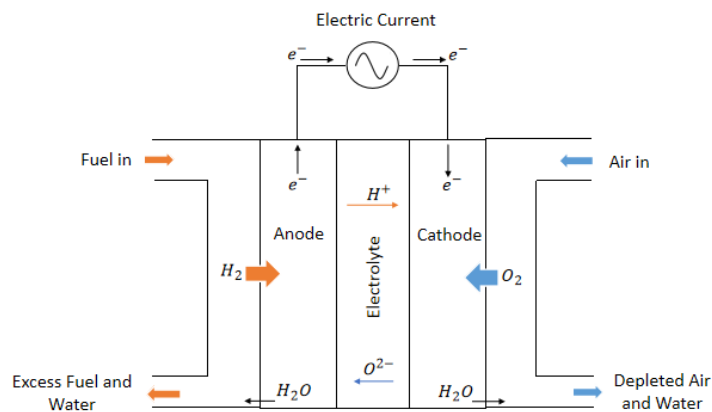 Electric Current
e⁻
e⁻
Fuel in
Air in
e⁻
e⁻
H⁺
Anode
Cathode
Electrolyte
H₂
O₂
O²⁻
Excess Fuel and
Water
H₂O
H₂O
Depleted Air
and Water